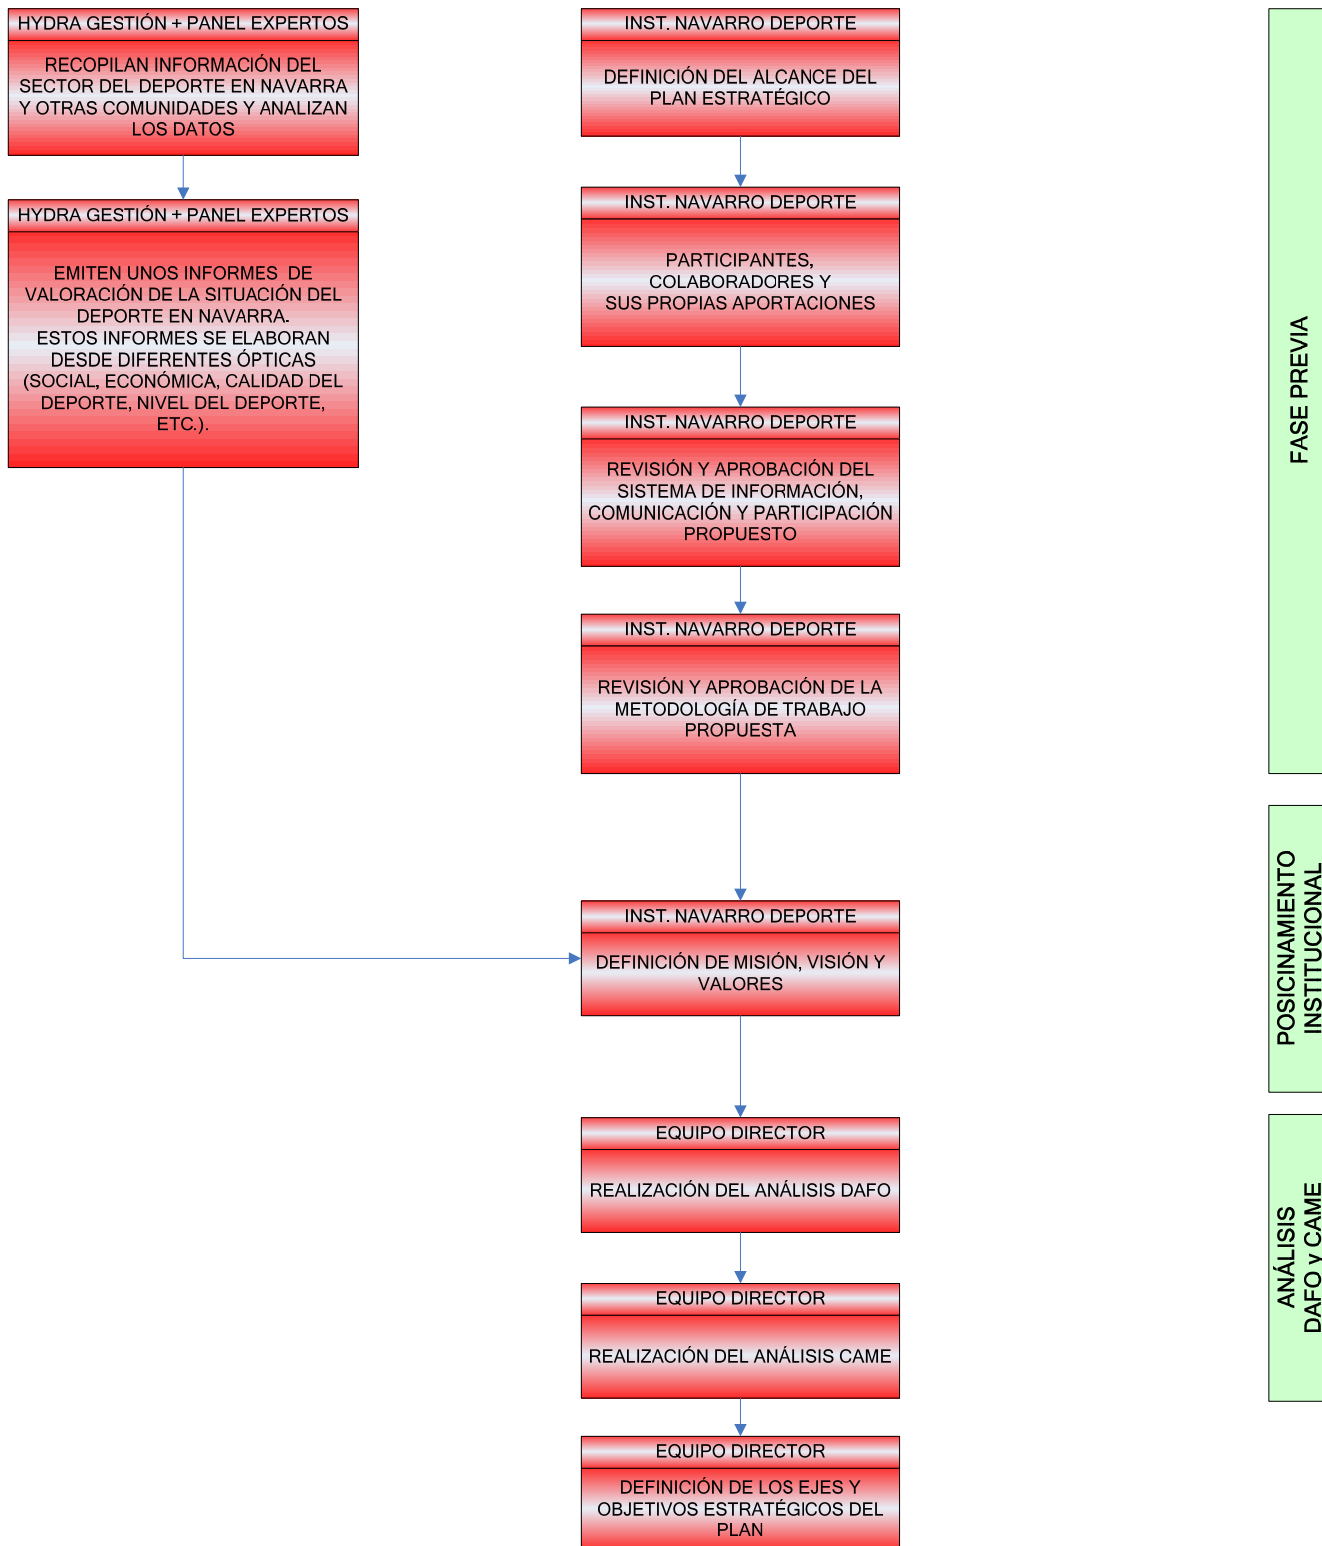 HYDRA GESTIÓN + PANEL EXPERTOS
RECOPILAN INFORMACIÓN DEL
SECTOR DEL DEPORTE EN NAVARRA
Y OTRAS COMUNIDADES Y ANALIZAN
LOS DATOS
HYDRA GESTIÓN + PANEL EXPERTOS
EMITEN UNOS INFORMES DE
VALORACIÓN DE LA SITUACIÓN DEL
DEPORTE EN NAVARRA.
ESTOS INFORMES SE ELABORAN
DESDE DIFERENTES ÓPTICAS
(SOCIAL, ECONÓMICA, CALIDAD DEL
DEPORTE, NIVEL DEL DEPORTE,
ETC.).
INST. NAVARRO DEPORTE
DEFINICIÓN DEL ALCANCE DEL
PLAN ESTRATÉGICO
INST. NAVARRO DEPORTE
PARTICIPANTES,
COLABORADORES Y
SUS PROPIAS APORTACIONES
INST. NAVARRO DEPORTE
REVISIÓN Y APROBACIÓN DEL
SISTEMA DE INFORMACIÓN,
COMUNICACIÓN Y PARTICIPACIÓN
PROPUESTO
INST. NAVARRO DEPORTE
REVISIÓN Y APROBACIÓN DE LA
METODOLOGÍA DE TRABAJO
PROPUESTA
INST. NAVARRO DEPORTE
DEFINICIÓN DE MISIÓN, VISIÓN Y
VALORES
EQUIPO DIRECTOR
REALIZACIÓN DEL ANÁLISIS DAFO
EQUIPO DIRECTOR
REALIZACIÓN DEL ANÁLISIS CAME
EQUIPO DIRECTOR
DEFINICIÓN DE LOS EJES Y
OBJETIVOS ESTRATÉGICOS DEL
PLAN
FASE PREVIA
POSICINAMIENTO
INSTITUCIONAL
ANÁLISIS
DAFO y CAME